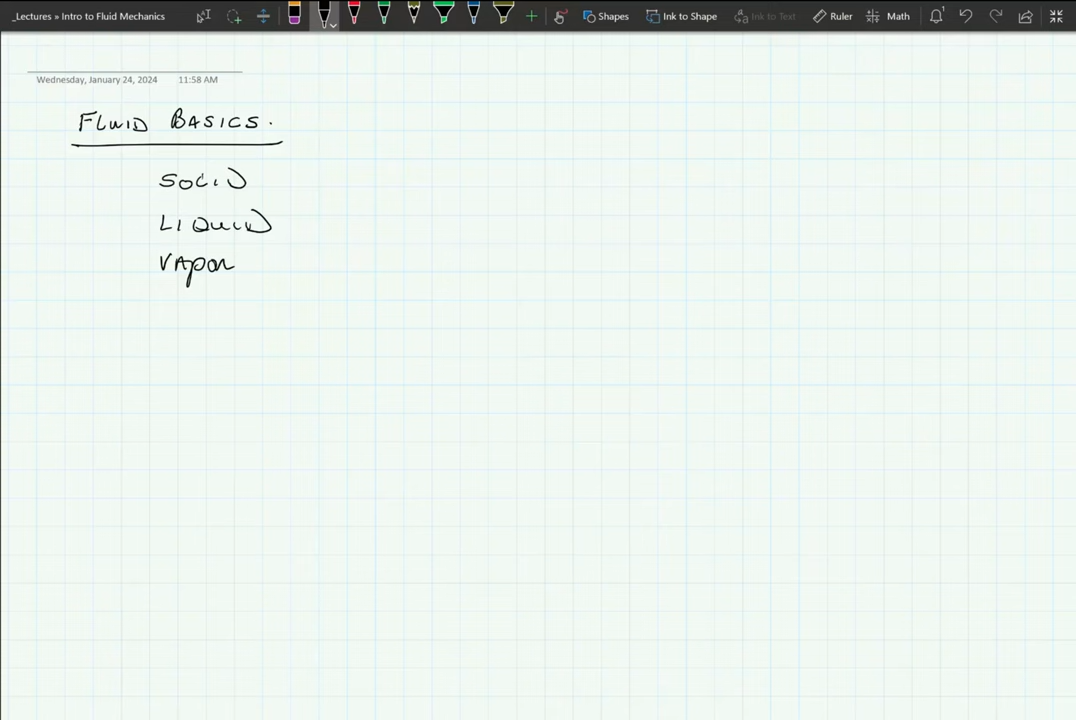 _Lectures » Intro to Fluid Mechanics Shapes Ink to Shape Ink to Text Ruler Math
Wednesday, January 24, 2024 11:58 AM
FLUID BASICS.
SOLID
LIQUID
VAPOR